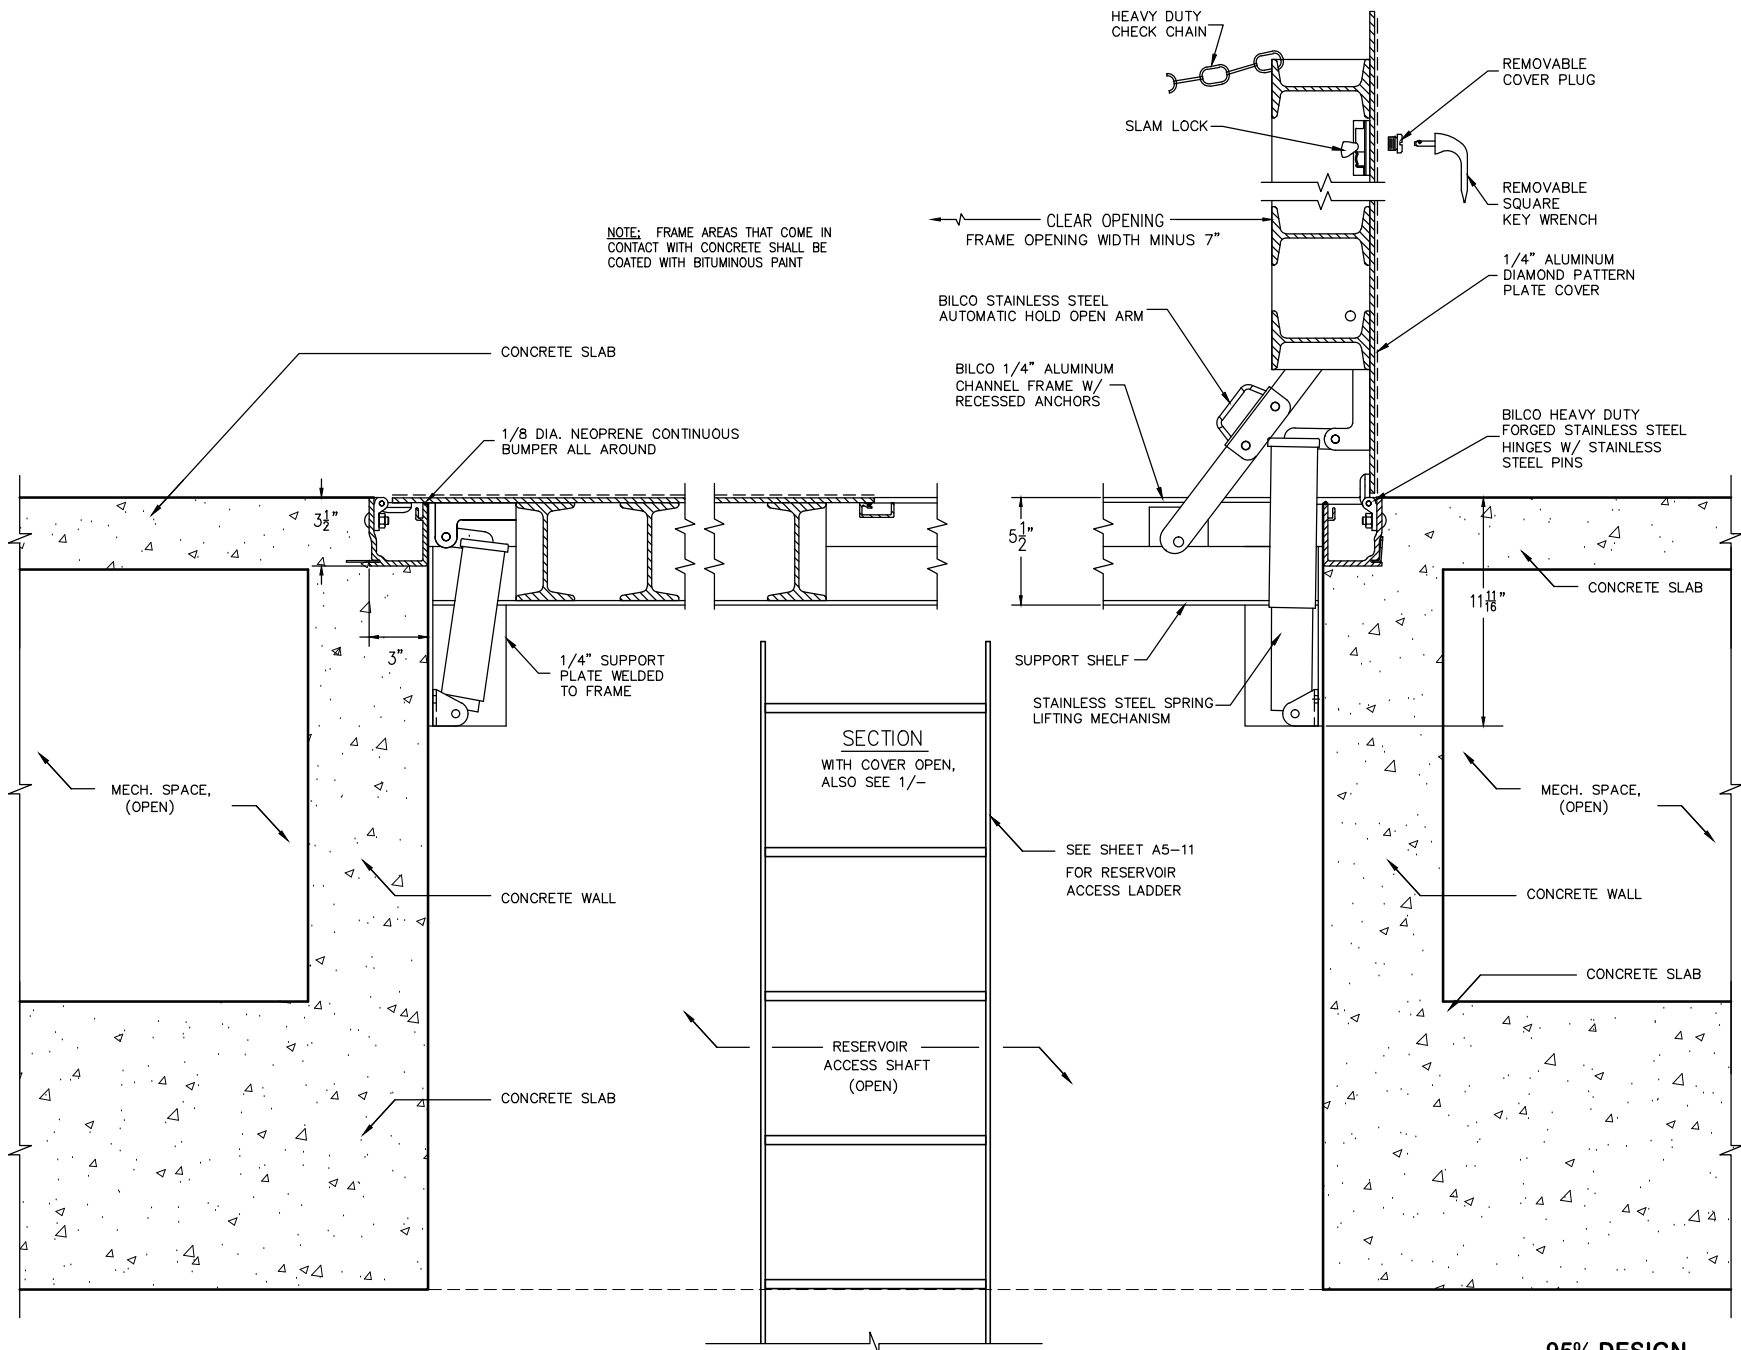 HEAVY DUTY
CHECK CHAIN
REMOVABLE
COVER PLUG
SLAM LOCK
REMOVABLE
SQUARE
KEY WRENCH
CLEAR OPENING
FRAME OPENING WIDTH MINUS 7"
NOTE: FRAME AREAS THAT COME IN
CONTACT WITH CONCRETE SHALL BE
COATED WITH BITUMINOUS PAINT
1/4" ALUMINUM
DIAMOND PATTERN
PLATE COVER
BILCO STAINLESS STEEL
AUTOMATIC HOLD OPEN ARM
CONCRETE SLAB
BILCO 1/4" ALUMINUM
CHANNEL FRAME W/
RECESSED ANCHORS
BILCO HEAVY DUTY
FORGED STAINLESS STEEL
HINGES W/ STAINLESS
STEEL PINS
1/8 DIA. NEOPRENE CONTINUOUS
BUMPER ALL AROUND
3 1/2"
5 1/2"
CONCRETE SLAB
11 11/16"
3"
1/4" SUPPORT
PLATE WELDED
TO FRAME
SUPPORT SHELF
STAINLESS STEEL SPRING
LIFTING MECHANISM
SECTION
WITH COVER OPEN,
ALSO SEE 1/-
MECH. SPACE,
(OPEN)
MECH. SPACE,
(OPEN)
SEE SHEET A5-11
FOR RESERVOIR
ACCESS LADDER
CONCRETE WALL
CONCRETE WALL
CONCRETE SLAB
RESERVOIR
ACCESS SHAFT
(OPEN)
CONCRETE SLAB
95% DESIGN